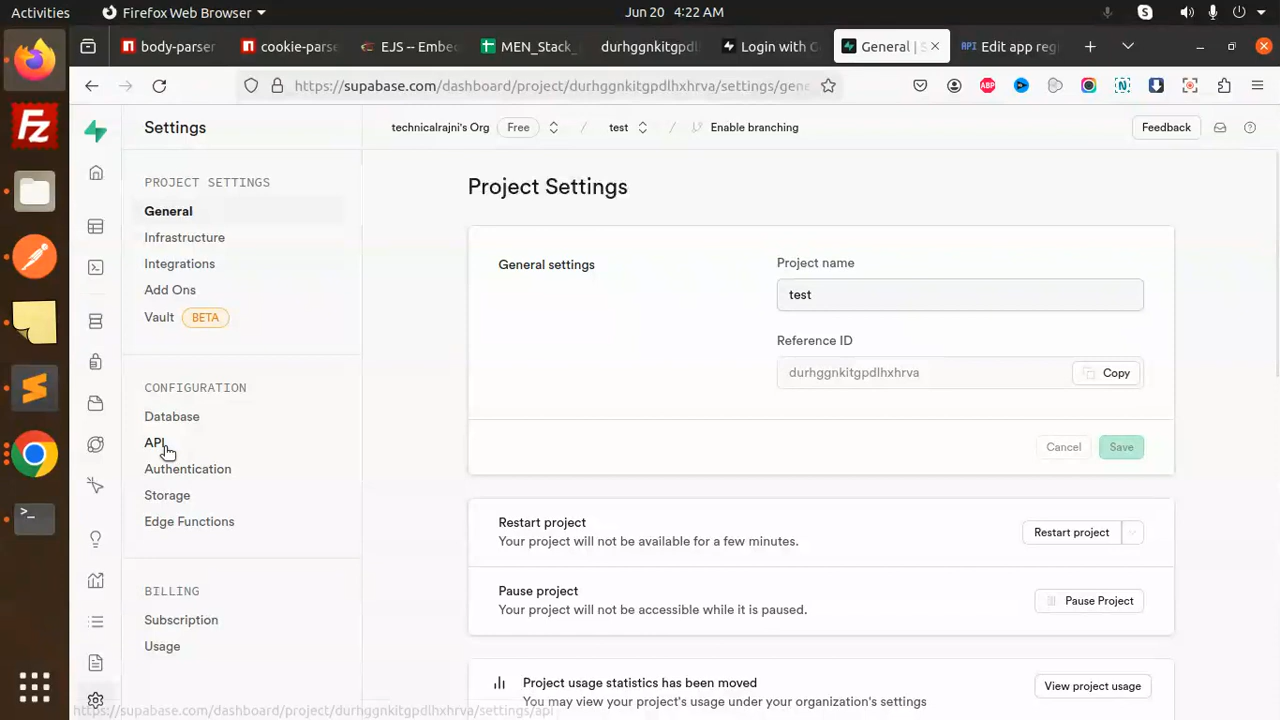 Activities
Firefox Web Browser
Jun 20 4:22 AM
body-parser
cookie-parse
EJS – Embed
MEN_Stack_
durhggnkitgpdl
Login with G
General | S
API Edit app reg
https://supabase.com/dashboard/project/durhggnkitgpdlhxhrva/settings/gene
ABP
Settings
technicalrajni's Org Free / test / Enable branching
Feedback
PROJECT SETTINGS
General
Infrastructure
Integrations
Add Ons
Vault BETA
CONFIGURATION
Database
API
Authentication
Storage
Edge Functions
BILLING
Subscription
Usage
Project Settings
General settings
Project name
test
Reference ID
durhggnkitgpdlhxhrva
Copy
Cancel
Save
Restart project
Your project will not be available for a few minutes.
Restart project
Pause project
Your project will not be accessible while it is paused.
Pause Project
Project usage statistics has been moved
You may view your project's usage under your organization's settings
View project usage
https://supabase.com/dashboard/project/durhggnkitgpdlhxhrva/settings/api